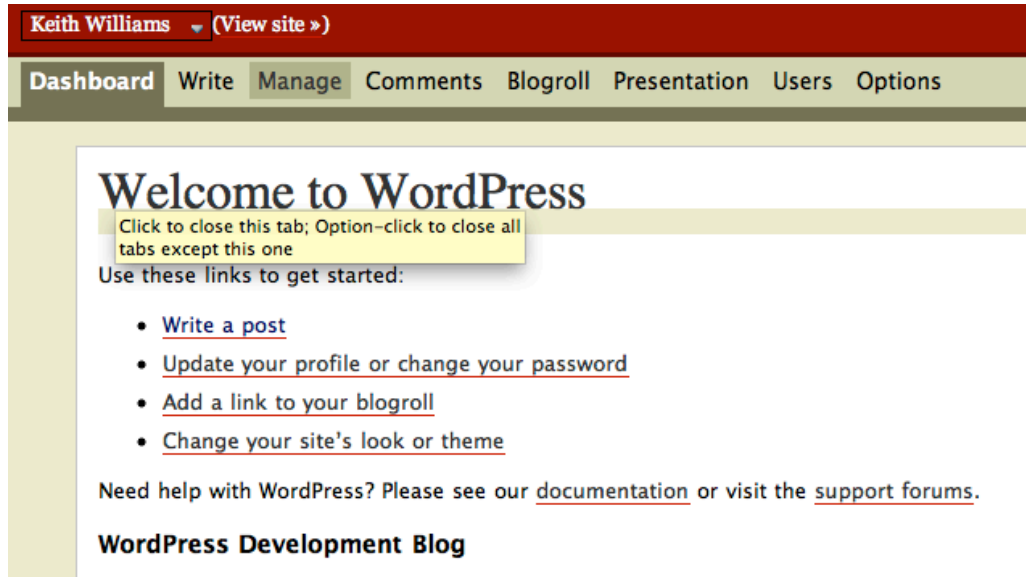 Keith Williams (View site »)
Dashboard Write Manage Comments Blogroll Presentation Users Options
Welcome to WordPress
Click to close this tab; Option-click to close all
tabs except this one
Use these links to get started:
• Write a post
• Update your profile or change your password
• Add a link to your blogroll
• Change your site’s look or theme
Need help with WordPress? Please see our documentation or visit the support forums.
WordPress Development Blog